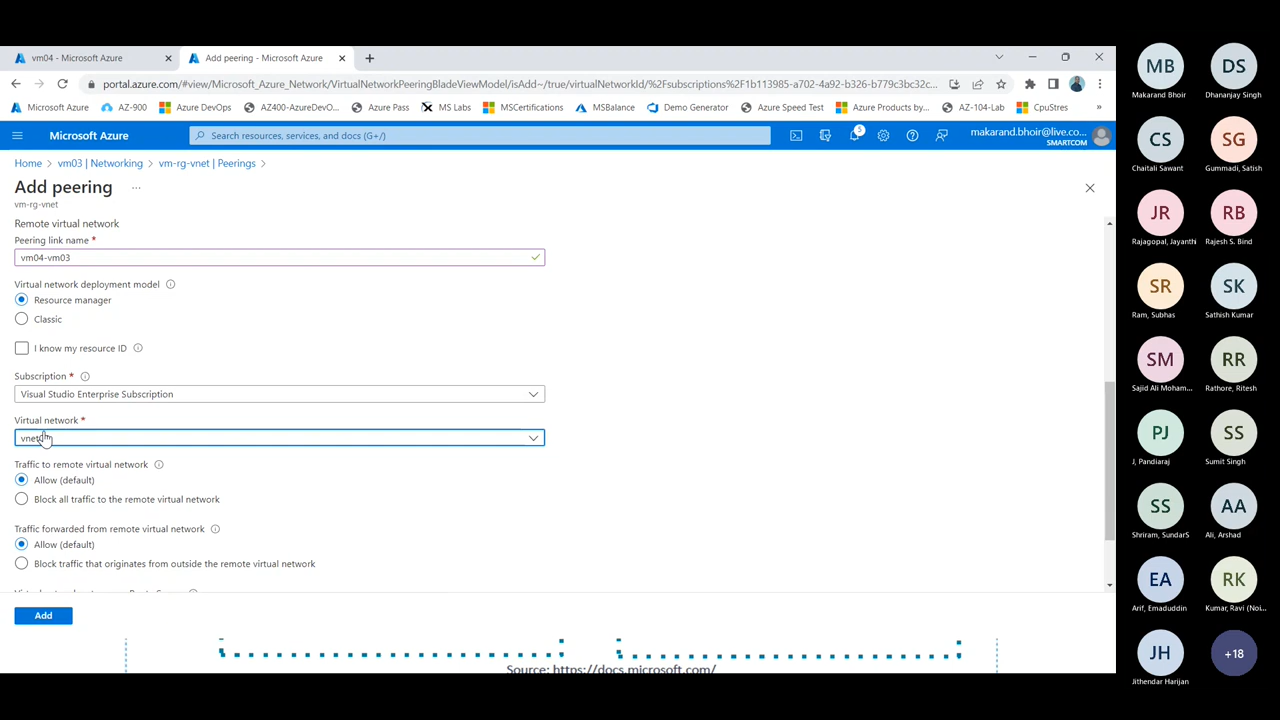 vm04 - Microsoft Azure
Add peering - Microsoft Azure
portal.azure.com/#view/Microsoft_Azure_Network/VirtualNetworkPeeringBladeViewModel/isAdd~/true/virtualNetworkId/%2Fsubscriptions%2F1b113985-a702-4a92-b326-b779c3bc32c...
Microsoft Azure
AZ-900
Azure DevOps
AZ400-AzureDevO...
Azure Pass
MS Labs
MSCertifications
MSBalance
Demo Generator
Azure Speed Test
Azure Products by...
AZ-104-Lab
CpuStres
»
Microsoft Azure
Search resources, services, and docs (G+/)
5
makarand.bhoir@live.co...
SMARTCOM
Home > vm03 | Networking > vm-rg-vnet | Peerings >
Add peering ...
vm-rg-vnet
Remote virtual network
Peering link name *
vm04-vm03
Virtual network deployment model
Resource manager
Classic
I know my resource ID
Subscription *
Visual Studio Enterprise Subscription
Virtual network *
Traffic to remote virtual network
Allow (default)
Block all traffic to the remote virtual network
Traffic forwarded from remote virtual network
Allow (default)
Block traffic that originates from outside the remote virtual network
Add
Source: https://docs.microsoft.com/
MB
Makarand Bhoir
DS
Dhananjay Singh
CS
Chaitali Sawant
SG
Gummadi, Satish
JR
Rajagopal, Jayanthi
RB
Rajesh S. Bind
SR
Ram, Subhas
SK
Sathish Kumar
SM
Sajid Ali Moham...
RR
Rathore, Ritesh
PJ
J, Pandiaraj
SS
Sumit Singh
SS
Shriram, SundarS
AA
Ali, Arshad
EA
Arif, Emaduddin
RK
Kumar, Ravi (Noi...
JH
Jithendar Harijan
+18